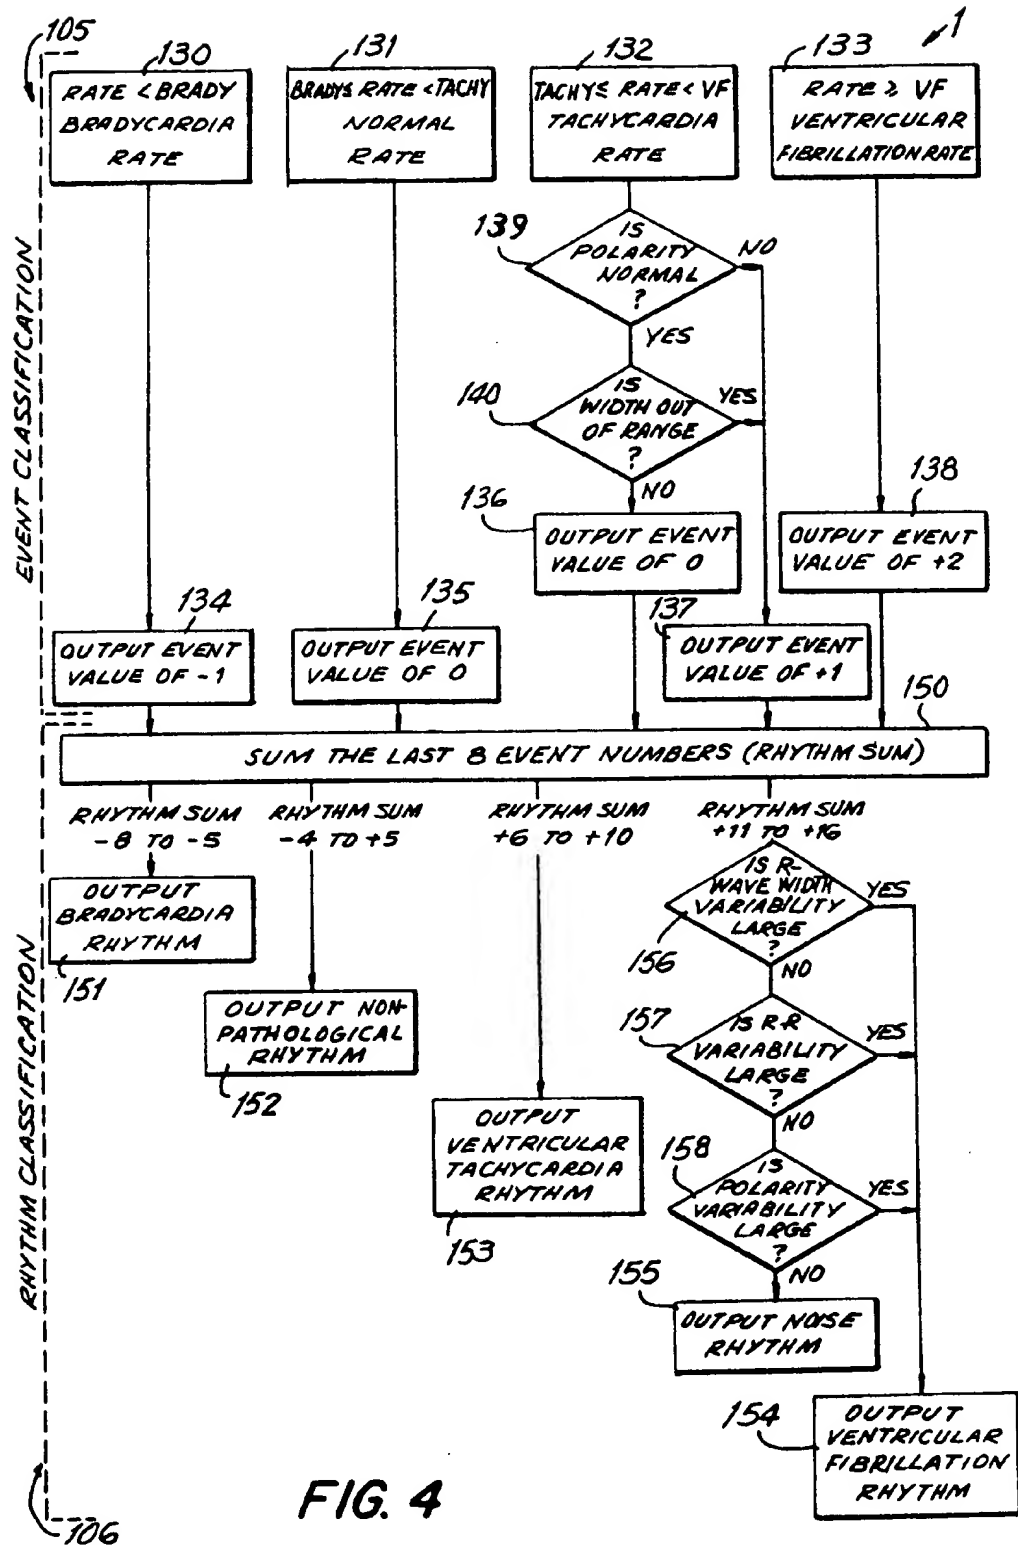 105
130
131
132
133
1
RATE < BRADY
BRADYCARDIA
RATE
BRADY ≤ RATE < TACHY
NORMAL
RATE
TACHY ≤ RATE < VF
TACHYCARDIA
RATE
RATE ≥ VF
VENTRICULAR
FIBRILLATION RATE
EVENT CLASSIFICATION
139
IS
POLARITY
NORMAL
?
NO
YES
140
IS
WIDTH OUT
OF RANGE
?
YES
NO
136
OUTPUT EVENT
VALUE OF 0
138
OUTPUT EVENT
VALUE OF +2
134
OUTPUT EVENT
VALUE OF -1
135
OUTPUT EVENT
VALUE OF 0
137
OUTPUT EVENT
VALUE OF +1
150
SUM THE LAST 8 EVENT NUMBERS (RHYTHM SUM)
RHYTHM SUM
-8 TO -5
RHYTHM SUM
-4 TO +5
RHYTHM SUM
+6 TO +10
RHYTHM SUM
+11 TO +16
RHYTHM CLASSIFICATION
OUTPUT
BRADYCARDIA
RHYTHM
151
OUTPUT NON-
PATHOLOGICAL
RHYTHM
152
OUTPUT
VENTRICULAR
TACHYCARDIA
RHYTHM
153
IS R-
WAVE WIDTH
VARIABILITY
LARGE
?
YES
156
NO
157
IS R-R
VARIABILITY
LARGE
?
YES
NO
158
IS
POLARITY
VARIABILITY
LARGE
?
YES
NO
155
OUTPUT NOISE
RHYTHM
154
OUTPUT
VENTRICULAR
FIBRILLATION
RHYTHM
FIG. 4
106